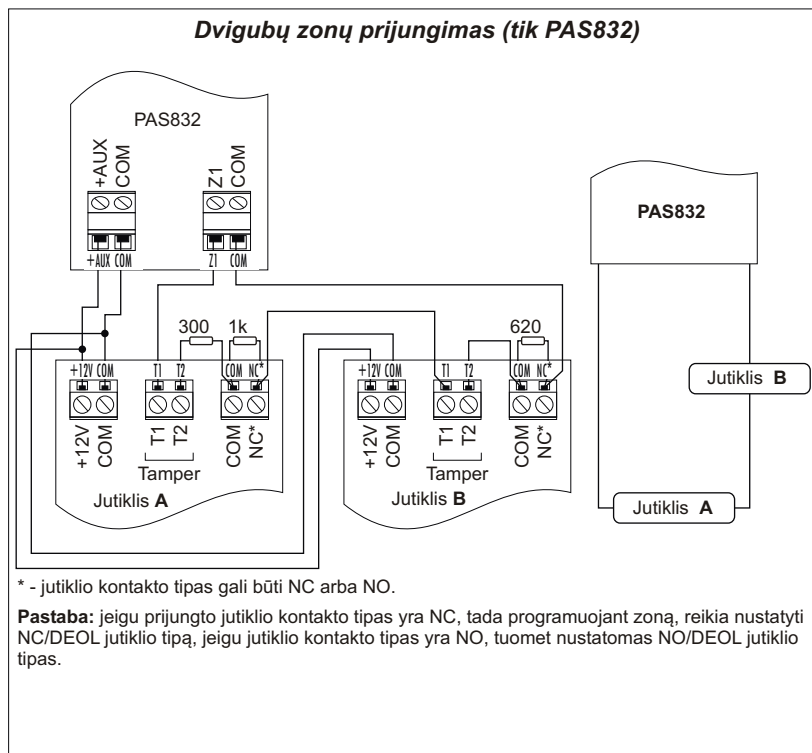 Dvigubų zonų prijungimas (tik PAS832)
PAS832
+AUX
COM
Z1
COM
+AUX COM
Z1 COM
PAS832
300 1k
620
+12V COM T1 T2 COM NC*
+12V COM T1 T2 COM NC*
+12V
COM
T1
T2
COM
NC*
+12V
COM
T1
T2
COM
NC*
Tamper
Tamper
Jutiklis A
Jutiklis B
Jutiklis B
Jutiklis A
* - jutiklio kontakto tipas gali būti NC arba NO.
Pastaba: jeigu prijungto jutiklio kontakto tipas yra NC, tada programuojant zoną, reikia nustatyti
NC/DEOL jutiklio tipą, jeigu jutiklio kontakto tipas yra NO, tuomet nustatomas NO/DEOL jutiklio
tipas.